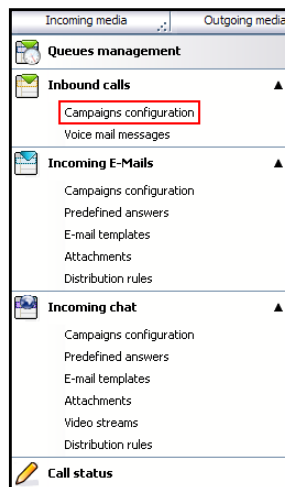 Incoming media Outgoing media
Queues management
Inbound calls
Campaigns configuration
Voice mail messages
Incoming E-Mails
Campaigns configuration
Predefined answers
E-mail templates
Attachments
Distribution rules
Incoming chat
Campaigns configuration
Predefined answers
E-mail templates
Attachments
Video streams
Distribution rules
Call status